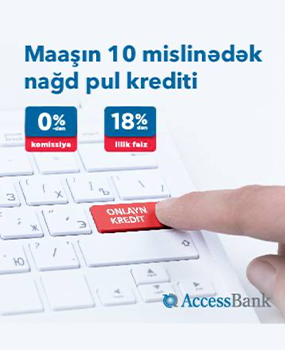 Maaşın 10 mislinədək
nağd pul krediti
0%-dən
komissiya
18%dən
illik faiz
ONLAYN
KREDİT
AccessBank